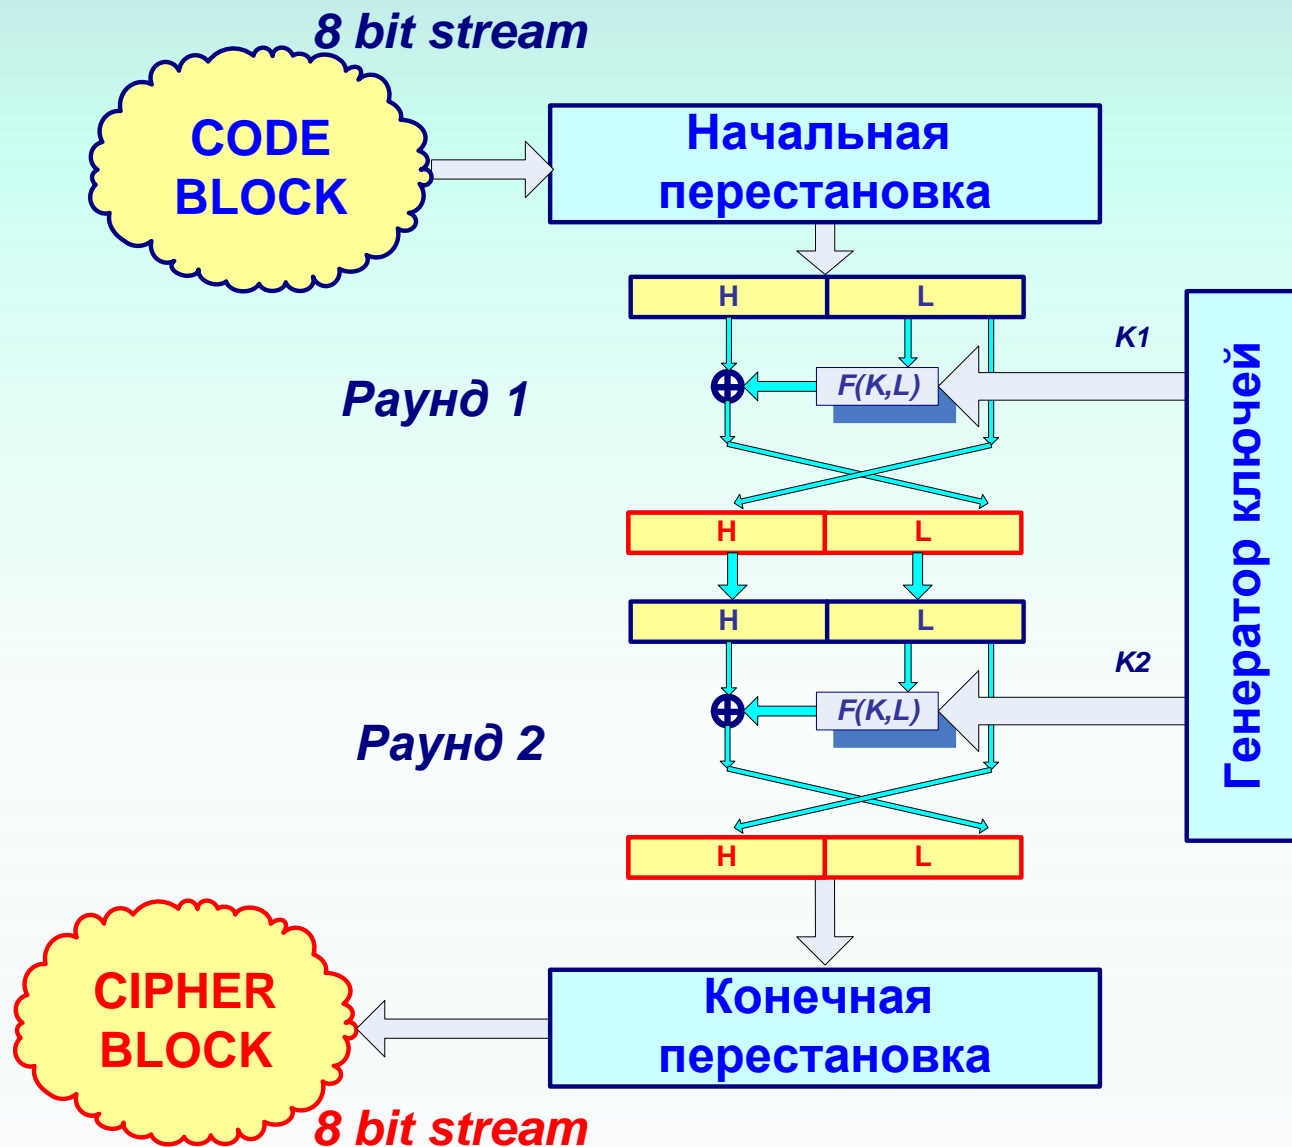 8 bit stream
CODE
BLOCK
Начальная
перестановка
H L
K1
F(K,L)
Раунд 1
H L
H L
K2
F(K,L)
Раунд 2
H L
Генератор ключей
CIPHER
BLOCK
Конечная
перестановка
8 bit stream